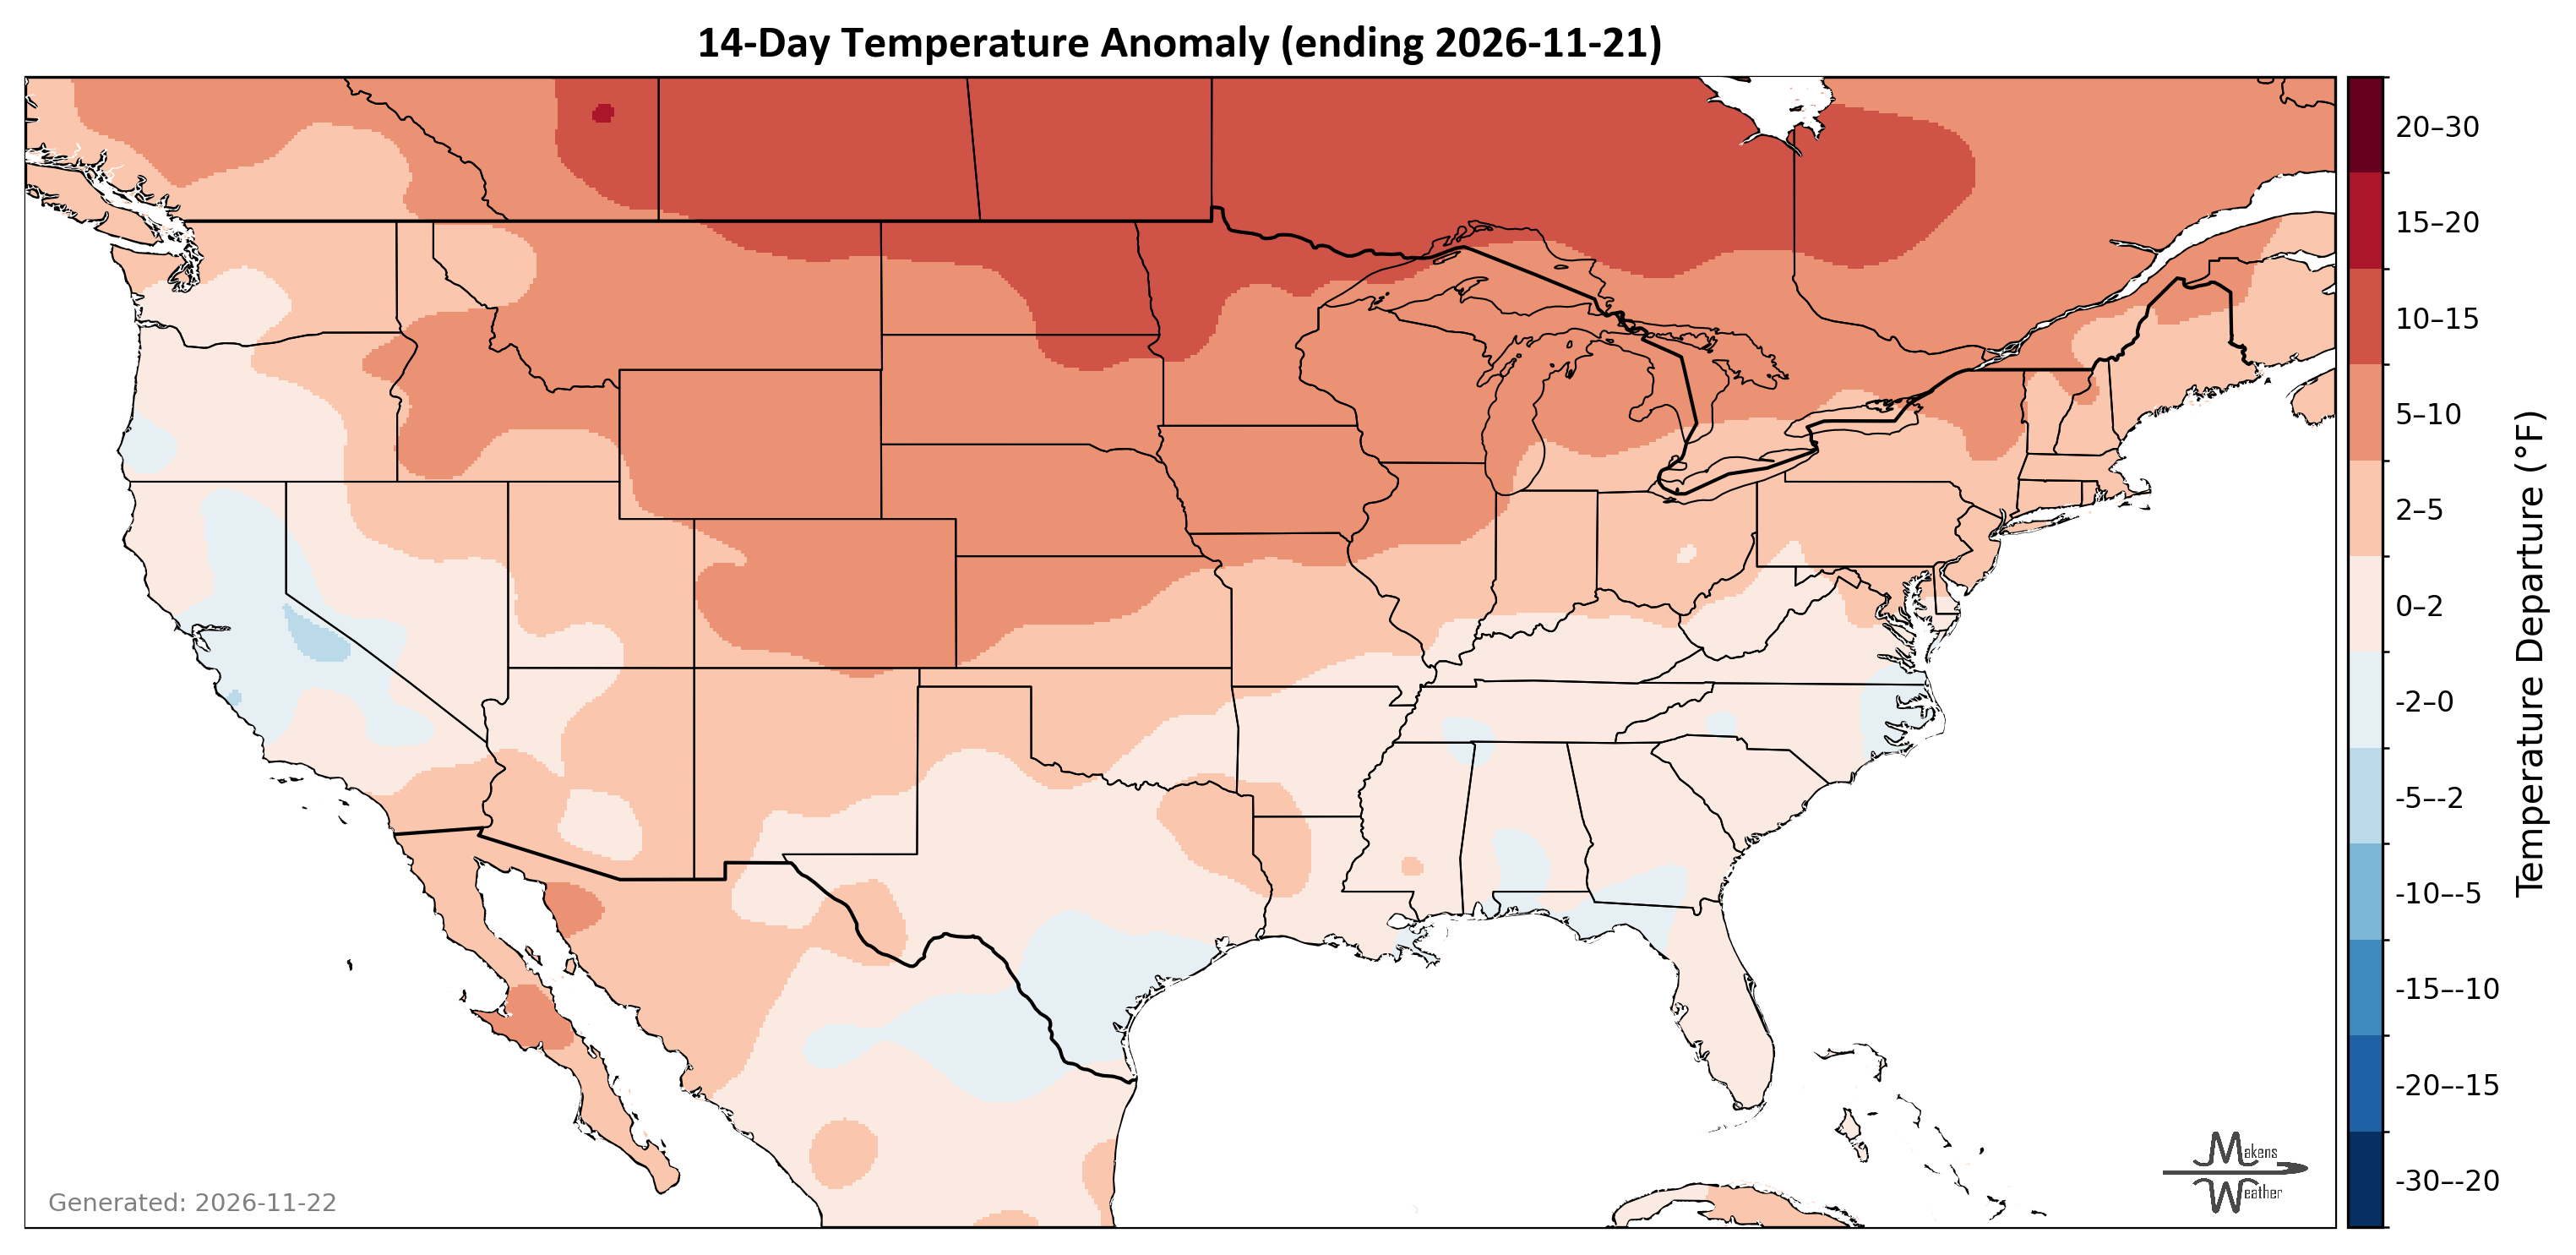 14-Day Temperature Anomaly (ending 2026-11-21)
20–30
15–20
10–15
5–10
2–5
0–2
-2–0
-5–-2
-10–-5
-15–-10
-20–-15
-30–-20
Temperature Departure (°F)
Generated: 2026-11-22
Makens
Weather